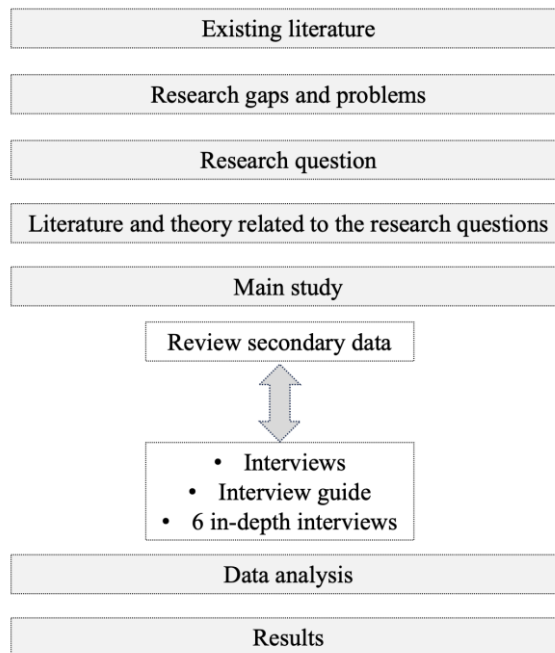 Existing literature
Research gaps and problems
Research question
Literature and theory related to the research questions
Main study
Review secondary data
• Interviews
• Interview guide
• 6 in-depth interviews
Data analysis
Results